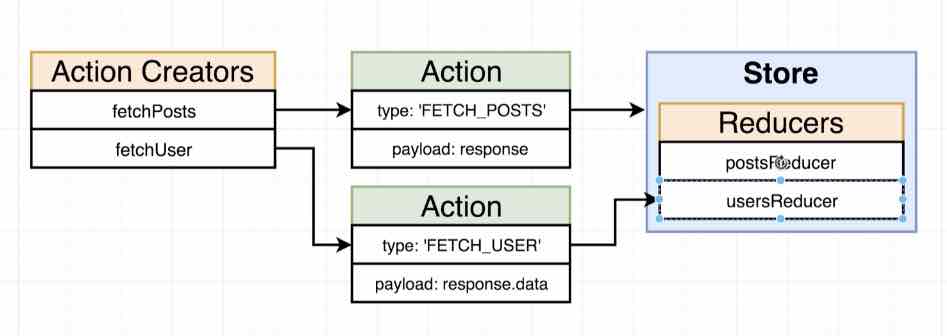 Action Creators
fetchPosts
fetchUser
Action
type: 'FETCH_POSTS'
payload: response
Action
type: 'FETCH_USER'
payload: response.data
Store
Reducers
postsReducer
usersReducer